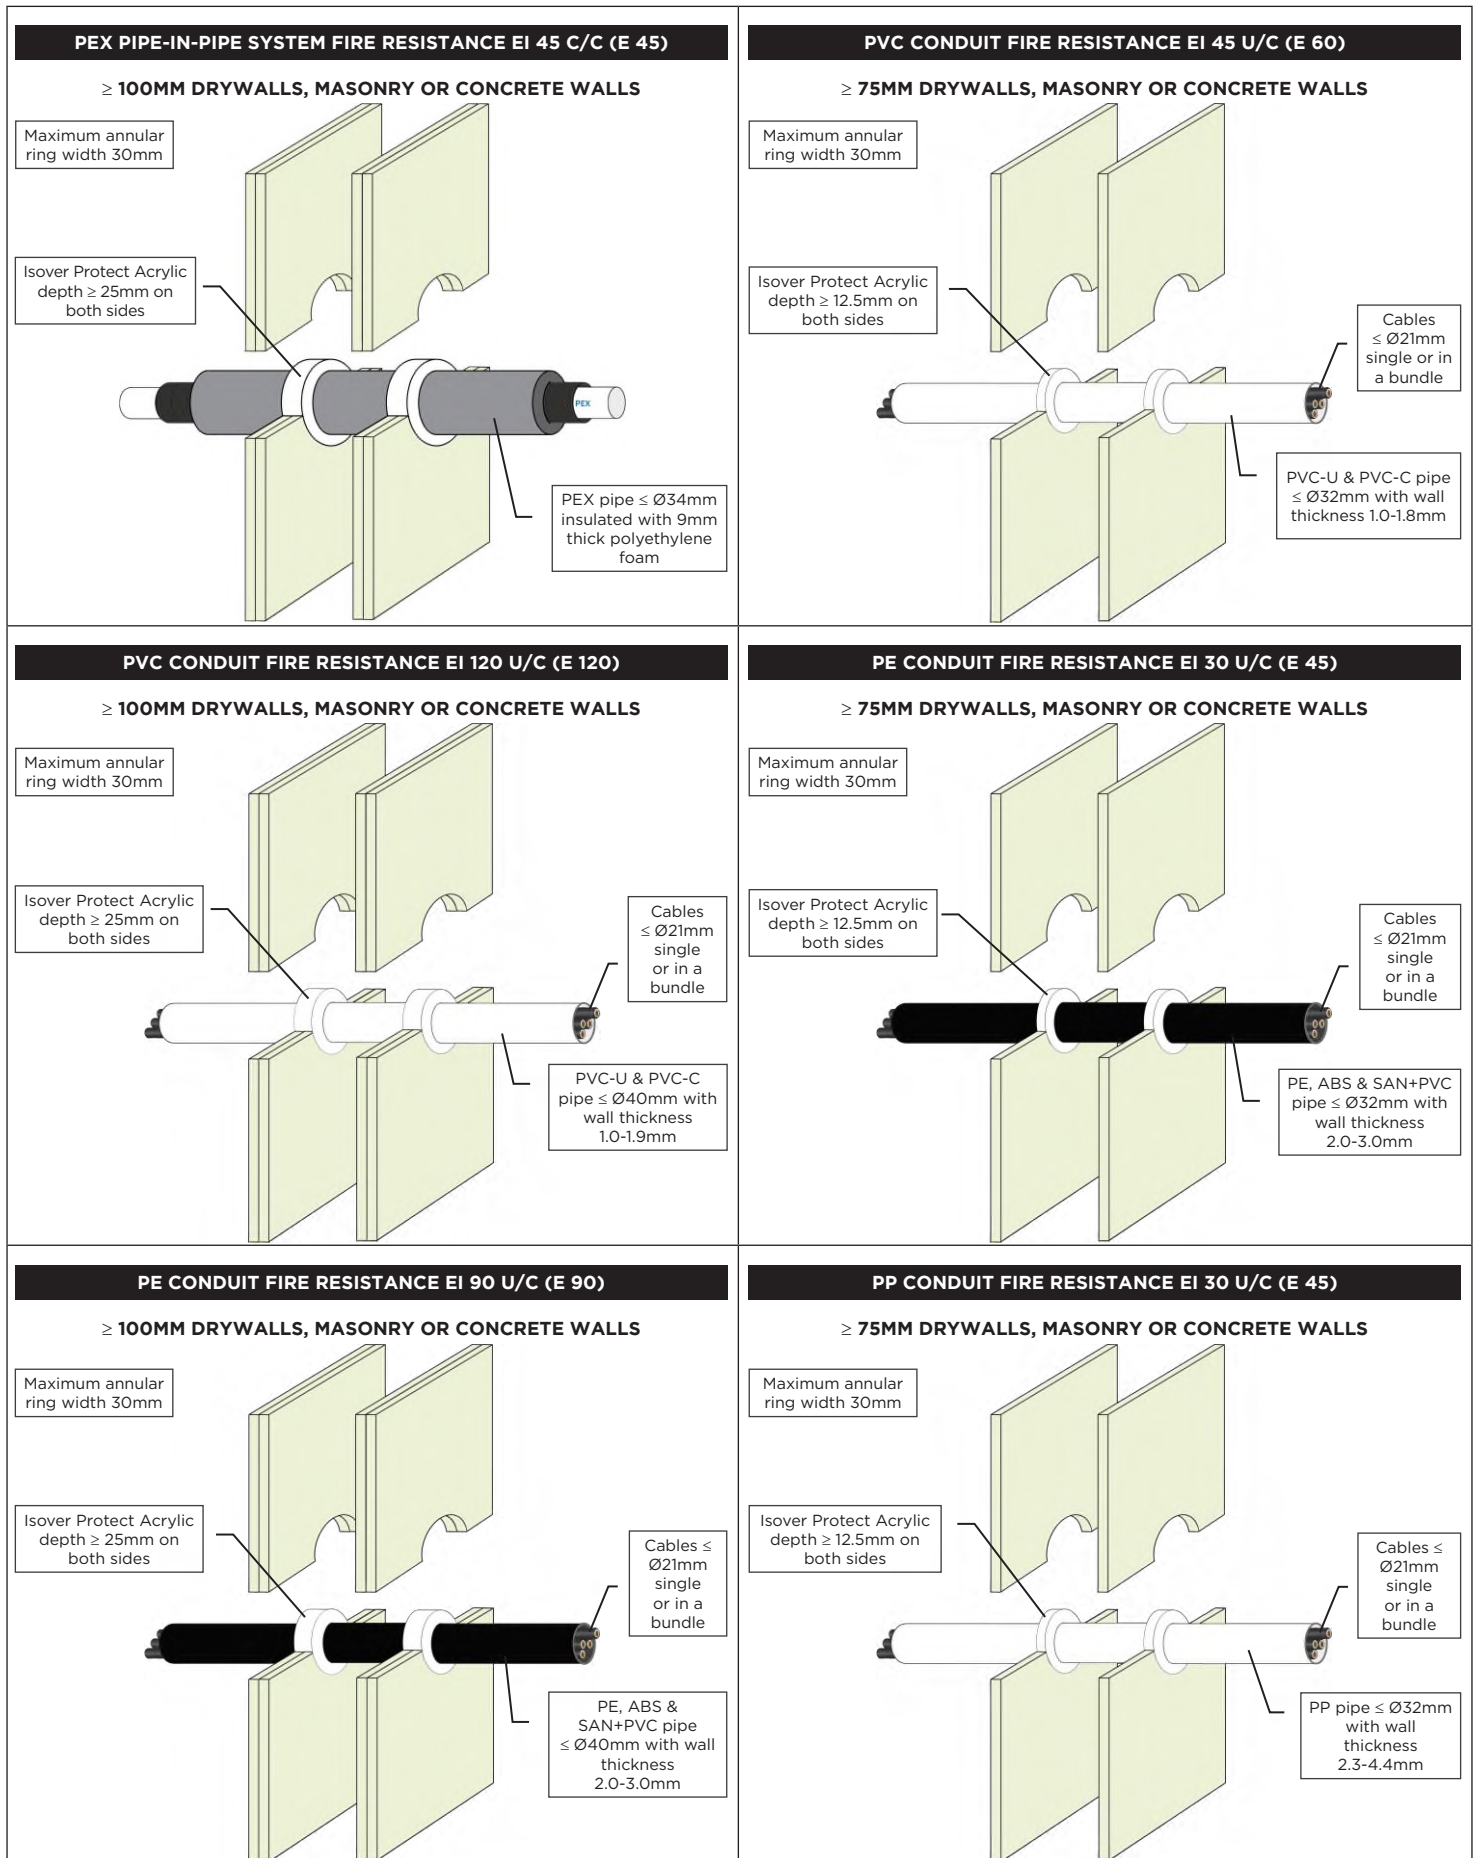 PEX PIPE-IN-PIPE SYSTEM FIRE RESISTANCE EI 45 C/C (E 45)
≥ 100MM DRYWALLS, MASONRY OR CONCRETE WALLS
Maximum annular
ring width 30mm
Isover Protect Acrylic
depth ≥ 25mm on
both sides
PEX
PEX pipe ≤ Ø34mm
insulated with 9mm
thick polyethylene
foam
PVC CONDUIT FIRE RESISTANCE EI 45 U/C (E 60)
≥ 75MM DRYWALLS, MASONRY OR CONCRETE WALLS
Maximum annular
ring width 30mm
Isover Protect Acrylic
depth ≥ 12.5mm on
both sides
Cables
≤ Ø21mm
single or in
a bundle
PVC-U & PVC-C pipe
≤ Ø32mm with wall
thickness 1.0-1.8mm
PVC CONDUIT FIRE RESISTANCE EI 120 U/C (E 120)
≥ 100MM DRYWALLS, MASONRY OR CONCRETE WALLS
Maximum annular
ring width 30mm
Isover Protect Acrylic
depth ≥ 25mm on
both sides
Cables
≤ Ø21mm
single
or in a
bundle
PVC-U & PVC-C
pipe ≤ Ø40mm with
wall thickness
1.0-1.9mm
PE CONDUIT FIRE RESISTANCE EI 30 U/C (E 45)
≥ 75MM DRYWALLS, MASONRY OR CONCRETE WALLS
Maximum annular
ring width 30mm
Isover Protect Acrylic
depth ≥ 12.5mm on
both sides
Cables
≤ Ø21mm
single
or in a
bundle
PE, ABS & SAN+PVC
pipe ≤ Ø32mm with
wall thickness
2.0-3.0mm
PE CONDUIT FIRE RESISTANCE EI 90 U/C (E 90)
≥ 100MM DRYWALLS, MASONRY OR CONCRETE WALLS
Maximum annular
ring width 30mm
Isover Protect Acrylic
depth ≥ 25mm on
both sides
Cables ≤
Ø21mm
single
or in a
bundle
PE, ABS &
SAN+PVC pipe
≤ Ø40mm with wall
thickness
2.0-3.0mm
PP CONDUIT FIRE RESISTANCE EI 30 U/C (E 45)
≥ 75MM DRYWALLS, MASONRY OR CONCRETE WALLS
Maximum annular
ring width 30mm
Isover Protect Acrylic
depth ≥ 12.5mm on
both sides
Cables ≤
Ø21mm
single
or in a
bundle
PP pipe ≤ Ø32mm
with wall
thickness
2.3-4.4mm